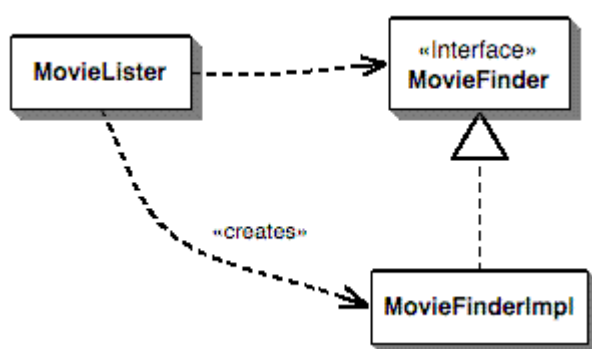 MovieLister
«Interface»
MovieFinder
«creates»
MovieFinderImpl